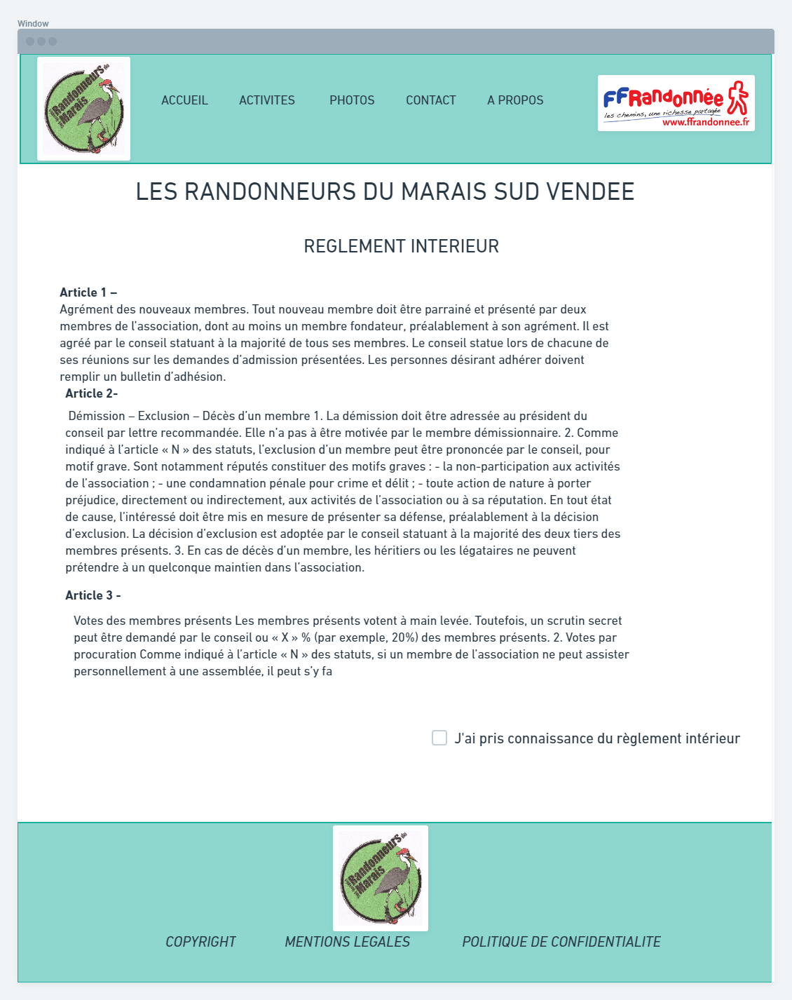 Window
Randonneurs du
Marais
ACCUEIL ACTIVITES PHOTOS CONTACT A PROPOS
FFRandonnée
les chemins, une richesse partagée
www.ffrandonnee.fr
LES RANDONNEURS DU MARAIS SUD VENDEE
REGLEMENT INTERIEUR
Article 1 –
Agrément des nouveaux membres. Tout nouveau membre doit être parrainé et présenté par deux
membres de l’association, dont au moins un membre fondateur, préalablement à son agrément. Il est
agréé par le conseil statuant à la majorité de tous ses membres. Le conseil statue lors de chacune de
ses réunions sur les demandes d’admission présentées. Les personnes désirant adhérer doivent
remplir un bulletin d’adhésion.
Article 2-
Démission – Exclusion – Décès d’un membre 1. La démission doit être adressée au président du
conseil par lettre recommandée. Elle n’a pas à être motivée par le membre démissionnaire. 2. Comme
indiqué à l’article « N » des statuts, l’exclusion d’un membre peut être prononcée par le conseil, pour
motif grave. Sont notamment réputés constituer des motifs graves : - la non-participation aux activités
de l’association ; - une condamnation pénale pour crime et délit ; - toute action de nature à porter
préjudice, directement ou indirectement, aux activités de l’association ou à sa réputation. En tout état
de cause, l’intéressé doit être mis en mesure de présenter sa défense, préalablement à la décision
d’exclusion. La décision d’exclusion est adoptée par le conseil statuant à la majorité des deux tiers des
membres présents. 3. En cas de décès d’un membre, les héritiers ou les légataires ne peuvent
prétendre à un quelconque maintien dans l’association.
Article 3 -
Votes des membres présents Les membres présents votent à main levée. Toutefois, un scrutin secret
peut être demandé par le conseil ou « X » % (par exemple, 20%) des membres présents. 2. Votes par
procuration Comme indiqué à l’article « N » des statuts, si un membre de l’association ne peut assister
personnellement à une assemblée, il peut s’y fa
J'ai pris connaissance du règlement intérieur
Randonneurs du
Marais
COPYRIGHT MENTIONS LEGALES POLITIQUE DE CONFIDENTIALITE